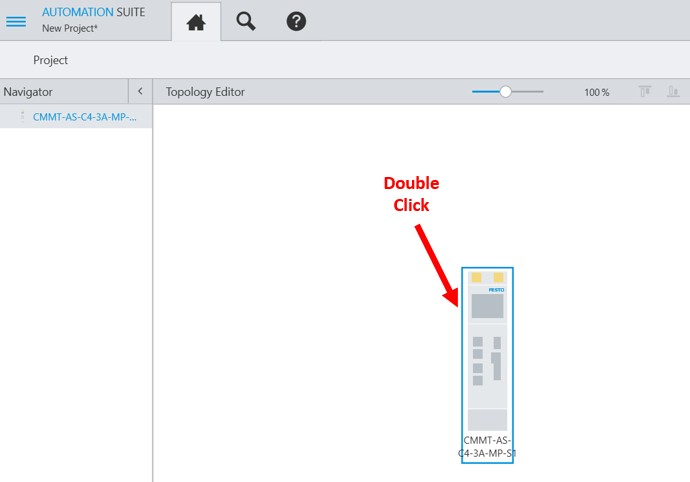 AUTOMATION SUITE
New Project*
Project
Navigator
Topology Editor
100 %
CMMT-AS-C4-3A-MP-...
Double
Click
FESTO
CMMT-AS-
C4-3A-MP-S1